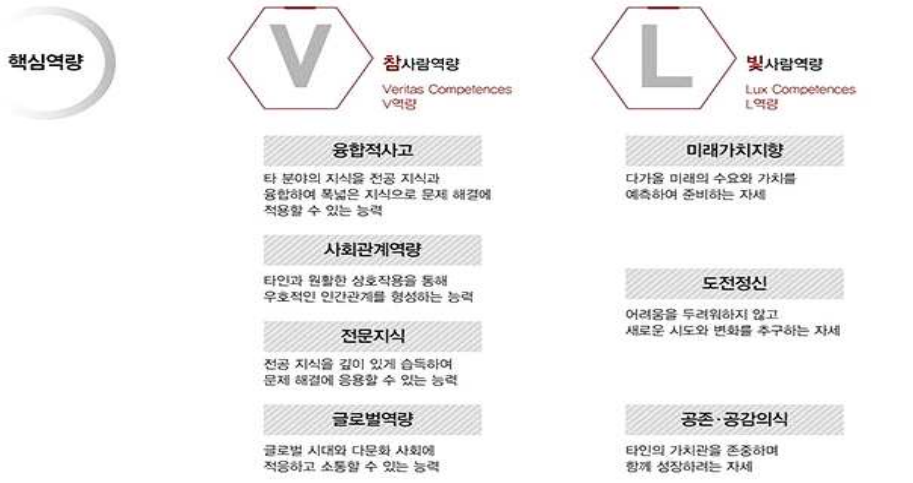 핵심역량
V
참사람역량
Veritas Competences
V역량
융합적사고
타 분야의 지식을 전공 지식과
융합하여 폭넓은 지식으로 문제 해결에
적용할 수 있는 능력
사회관계역량
타인과 원활한 상호작용을 통해
우호적인 인간관계를 형성하는 능력
전문지식
전공 지식을 깊이 있게 습득하여
문제 해결에 응용할 수 있는 능력
글로벌역량
글로벌 시대와 다문화 사회에
적응하고 소통할 수 있는 능력
L
빛사람역량
Lux Competences
L역량
미래가치지향
다가올 미래의 수요와 가치를
예측하여 준비하는 자세
도전정신
어려움을 두려워하지 않고
새로운 시도와 변화를 추구하는 자세
공존·공감의식
타인의 가치관을 존중하며
함께 성장하려는 자세